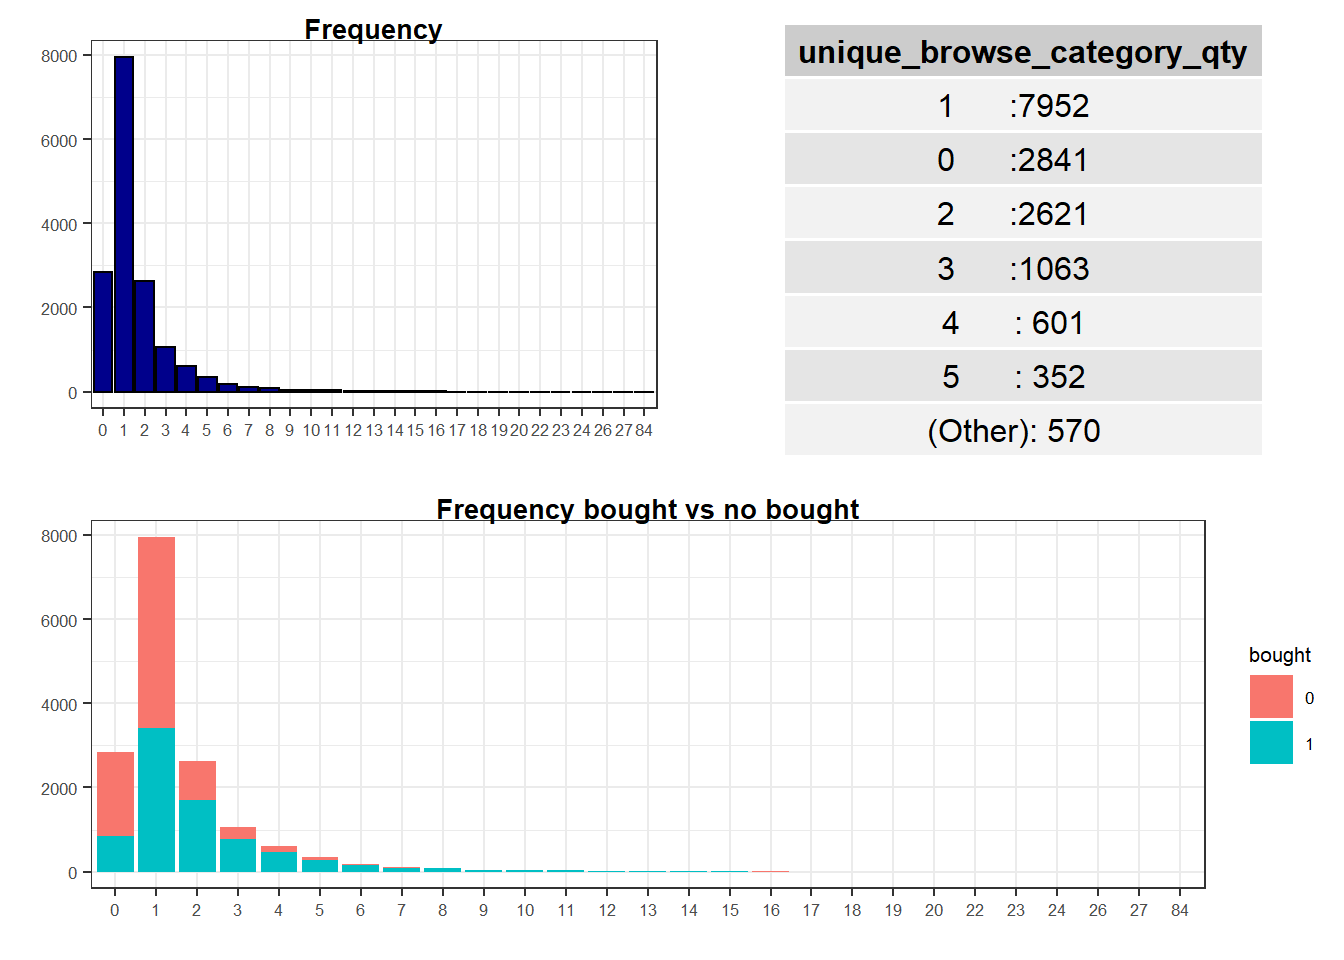 Frequency
8000
6000
4000
2000
0
0 1 2 3 4 5 6 7 8 9 10 11 12 13 14 15 16 17 18 19 20 22 23 24 26 27 84
unique_browse_category_qty
1 :7952
0 :2841
2 :2621
3 :1063
4 : 601
5 : 352
(Other): 570
Frequency bought vs no bought
8000
6000
4000
2000
0
0 1 2 3 4 5 6 7 8 9 10 11 12 13 14 15 16 17 18 19 20 22 23 24 26 27 84
bought
0
1